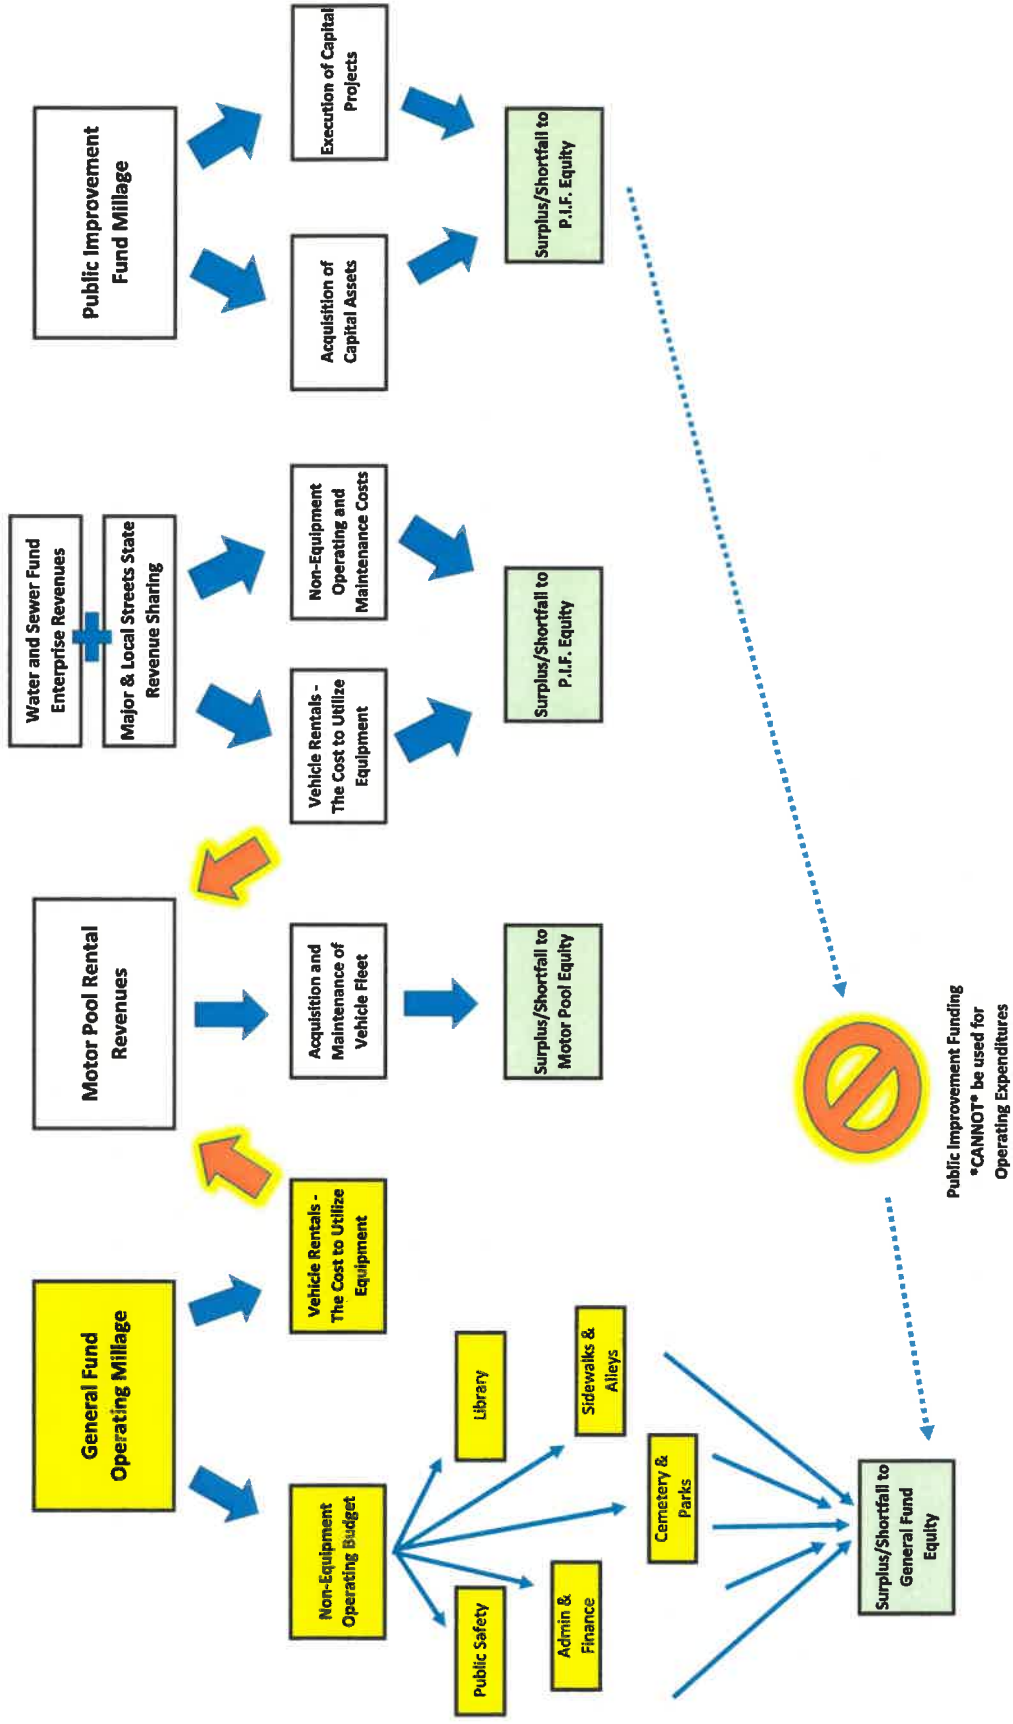 General Fund
Operating Millage
Motor Pool Rental
Revenues
Water and Sewer Fund
Enterprise Revenues
Major & Local Streets State
Revenue Sharing
Public Improvement
Fund Millage
Non-Equipment
Operating Budget
Vehicle Rentals -
The Cost to Utilize
Equipment
Acquisition and
Maintenance of
Vehicle Fleet
Vehicle Rentals -
The Cost to Utilize
Equipment
Non-Equipment
Operating and
Maintenance Costs
Acquisition of
Capital Assets
Execution of Capital
Projects
Public Safety
Library
Admin &
Finance
Sidewalks &
Alleys
Cemetery &
Parks
Surplus/Shortfall to
Motor Pool Equity
Surplus/Shortfall to
P.I.F. Equity
Surplus/Shortfall to
P.I.F. Equity
Surplus/Shortfall to
General Fund
Equity
Public Improvement Funding
*CANNOT* be used for
Operating Expenditures